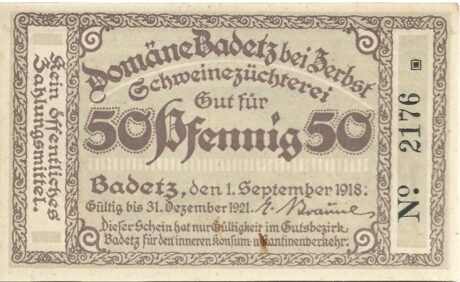 Domäne Badetz bei Zerbst
Schweinezüchterei
Gut für
50 Pfennig 50
Badetz, den 1. September 1918:
Gültig bis 31. Dezember 1921.
Dieser Schein hat nur Gültigkeit im Gutsbezirk
Badetz für den inneren Konsum- u. Kantinenverkehr.
Kein öffentliches
Zahlungsmittel.
No 2176